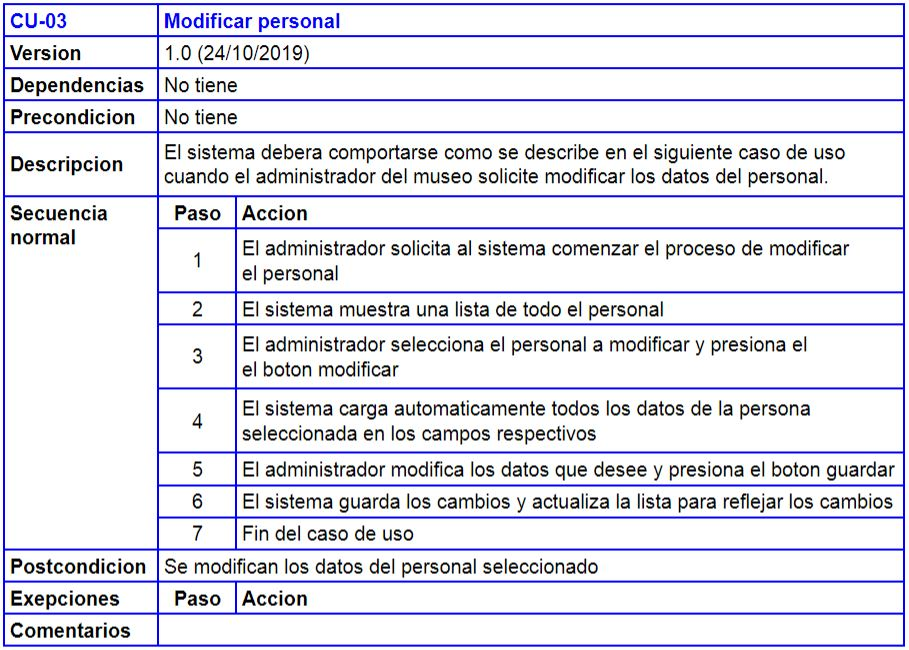 CU-03 Modificar personal
Version 1.0 (24/10/2019)
Dependencias No tiene
Precondicion No tiene
Descripcion El sistema debera comportarse como se describe en el siguiente caso de uso
cuando el administrador del museo solicite modificar los datos del personal.
Secuencia normal Paso Accion
1 El administrador solicita al sistema comenzar el proceso de modificar
el personal
2 El sistema muestra una lista de todo el personal
3 El administrador selecciona el personal a modificar y presiona el
el boton modificar
4 El sistema carga automaticamente todos los datos de la persona
seleccionada en los campos respectivos
5 El administrador modifica los datos que desee y presiona el boton guardar
6 El sistema guarda los cambios y actualiza la lista para reflejar los cambios
7 Fin del caso de uso
Postcondicion Se modifican los datos del personal seleccionado
Exepciones Paso Accion
Comentarios